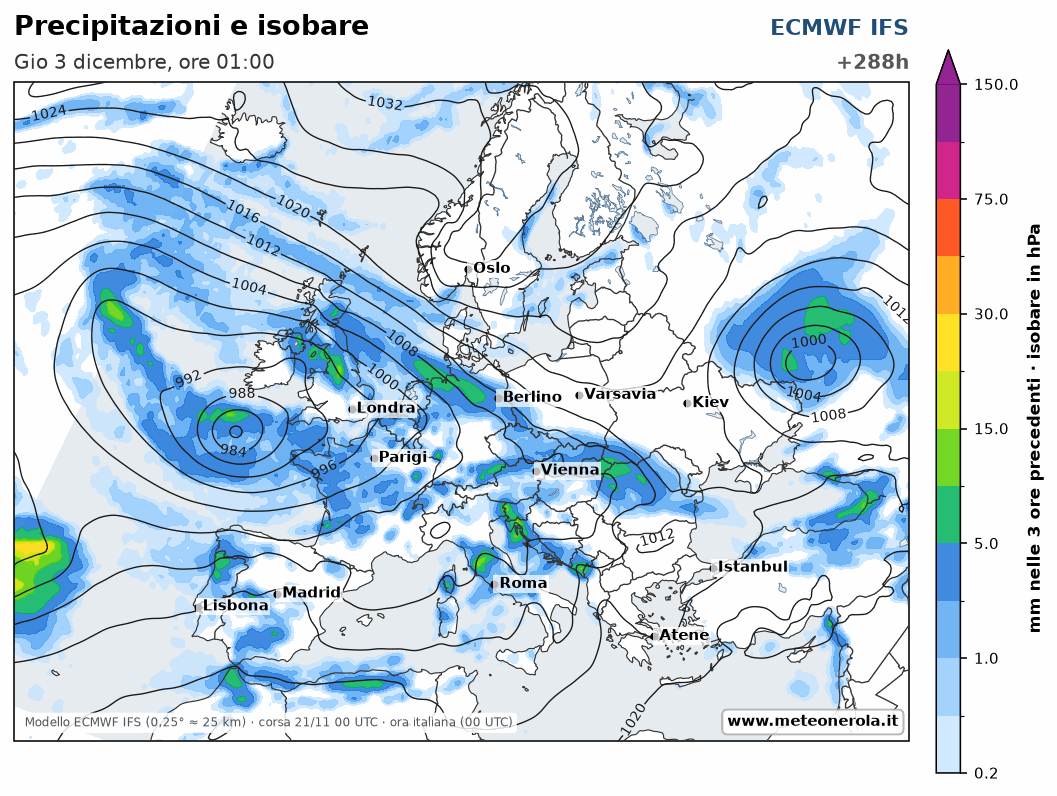 Precipitazioni e isobare
ECMWF IFS
Gio 3 dicembre, ore 01:00
+288h
1024
1032
1020
1016
1012
1004
1008
1000
992
988
984
996
1000
1004
1008
1012
1012
1020
Oslo
Berlino
Varsavia
Kiev
Londra
Parigi
Vienna
Istanbul
Roma
Madrid
Lisbona
Atene
Modello ECMWF IFS (0,25° ≈ 25 km) · corsa 21/11 00 UTC · ora italiana (00 UTC)
www.meteonerola.it
150.0
75.0
30.0
15.0
5.0
1.0
0.2
mm nelle 3 ore precedenti · isobare in hPa